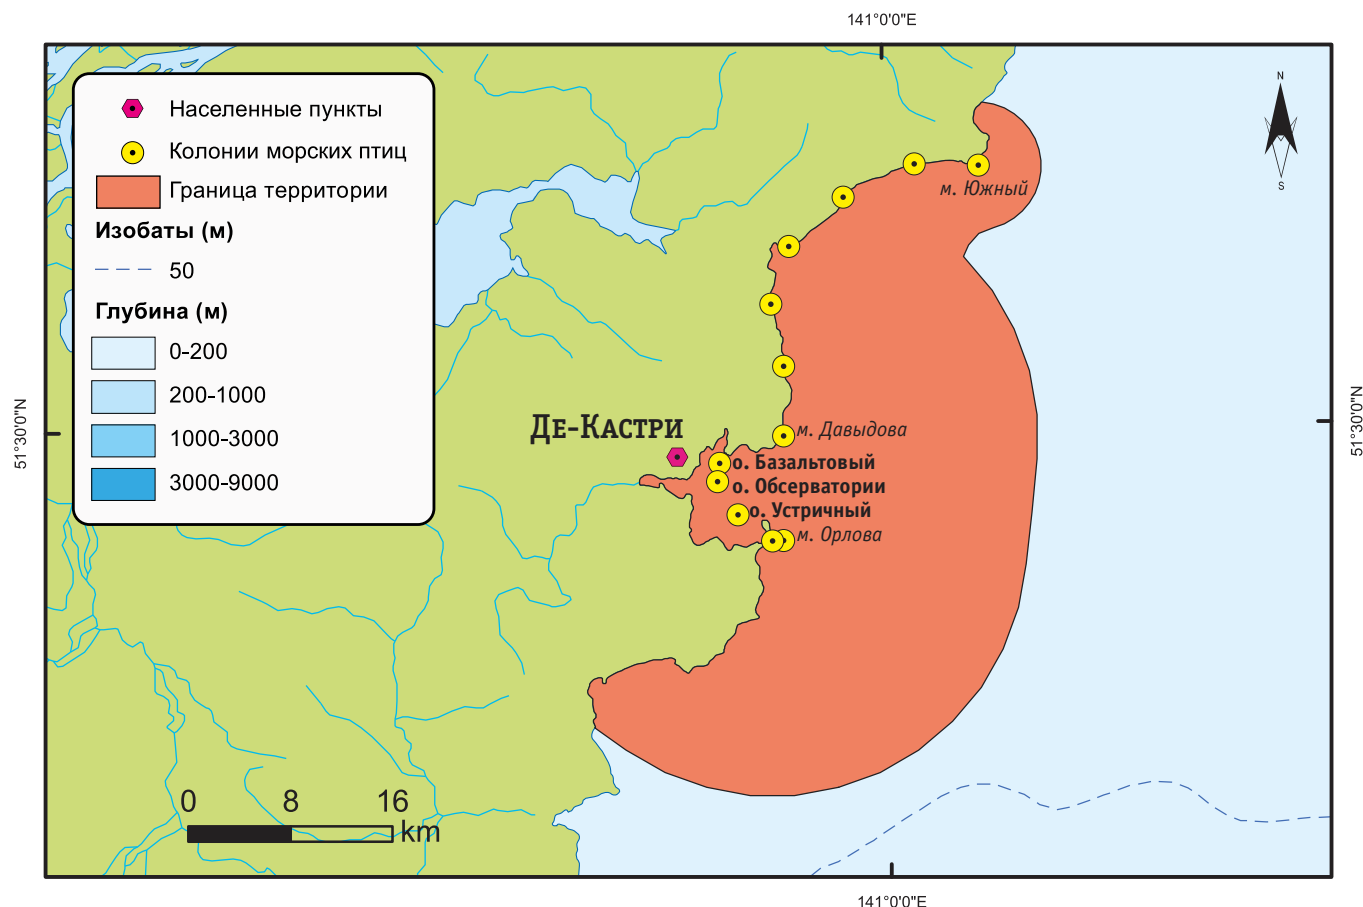 141°0'0"E
N
S
Населенные пункты
Колонии морских птиц
Граница территории
Изобаты (м)
50
Глубина (м)
0-200
200-1000
1000-3000
3000-9000
м. Южный
51°30'0"N
51°30'0"N
Де-Кастри
м. Давыдова
о. Базальтовый
о. Обсерватории
о. Устричный
м. Орлова
0 8 16
km
141°0'0"E